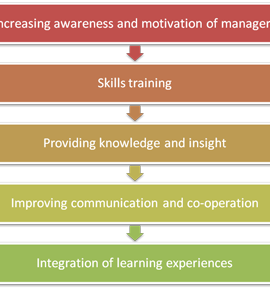 ncreasing awareness and motivation of manager
Skills training
Providing knowledge and insight
Improving communication and co-operation
Integration of learning experiences